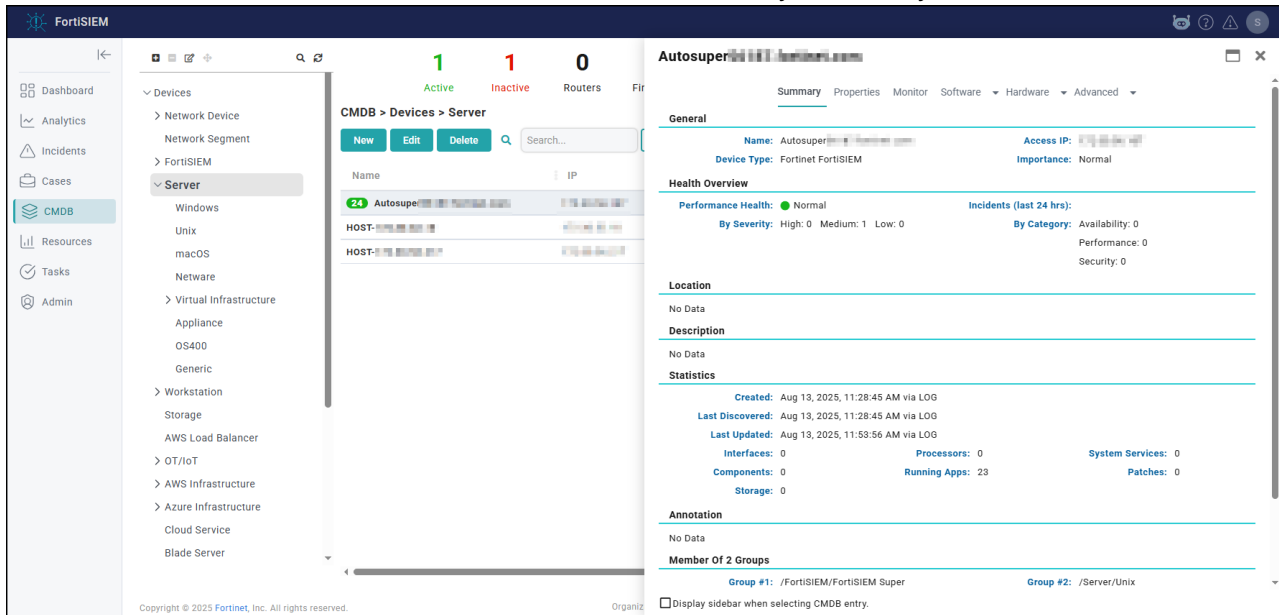 FortiSIEM
S
Dashboard
Analytics
Incidents
Cases
CMDB
Resources
Tasks
Admin
Devices
Network Device
Network Segment
FortiSIEM
Server
Windows
Unix
macOS
Netware
Virtual Infrastructure
Appliance
OS400
Generic
Workstation
Storage
AWS Load Balancer
OT/IoT
AWS Infrastructure
Azure Infrastructure
Cloud Service
Blade Server
1 1 0
Active Inactive Routers Fir
CMDB > Devices > Server
New Edit Delete Search...
Name IP
24 Autosupe
HOST-
HOST-
Copyright © 2025 Fortinet, Inc. All rights reserved. Organiz
Autosuper
Summary Properties Monitor Software Hardware Advanced
General
Name: Autosuper Access IP:
Device Type: Fortinet FortiSIEM Importance: Normal
Health Overview
Performance Health: Normal Incidents (last 24 hrs):
By Severity: High: 0 Medium: 1 Low: 0 By Category: Availability: 0
Performance: 0
Security: 0
Location
No Data
Description
No Data
Statistics
Created: Aug 13, 2025, 11:28:45 AM via LOG
Last Discovered: Aug 13, 2025, 11:28:45 AM via LOG
Last Updated: Aug 13, 2025, 11:53:56 AM via LOG
Interfaces: 0 Processors: 0 System Services: 0
Components: 0 Running Apps: 23 Patches: 0
Storage: 0
Annotation
No Data
Member Of 2 Groups
Group #1: /FortiSIEM/FortiSIEM Super Group #2: /Server/Unix
Display sidebar when selecting CMDB entry.